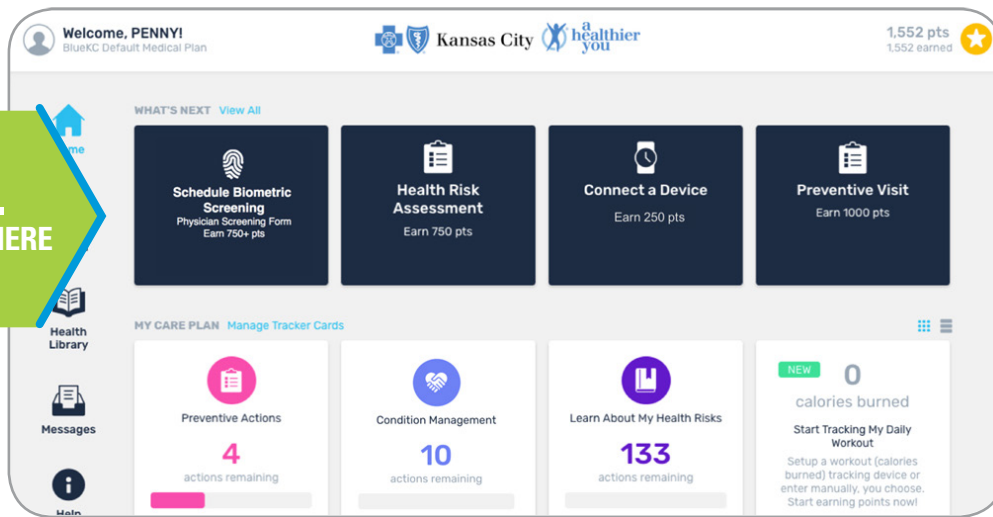 Welcome, PENNY!
BlueKC Default Medical Plan
Kansas City
a
healthier
you
1,552 pts
1,552 earned
WHAT'S NEXT View All
Schedule Biometric
Screening
Physician Screening Form
Earn 750+ pts
Health Risk
Assessment
Earn 750 pts
Connect a Device
Earn 250 pts
Preventive Visit
Earn 1000 pts
Health
Library
Messages
Help
MY CARE PLAN Manage Tracker Cards
Preventive Actions
4
actions remaining
Condition Management
10
actions remaining
Learn About My Health Risks
133
actions remaining
NEW
0
calories burned
Start Tracking My Daily
Workout
Setup a workout (calories
burned) tracking device or
enter manually, you choose.
Start earning points now!